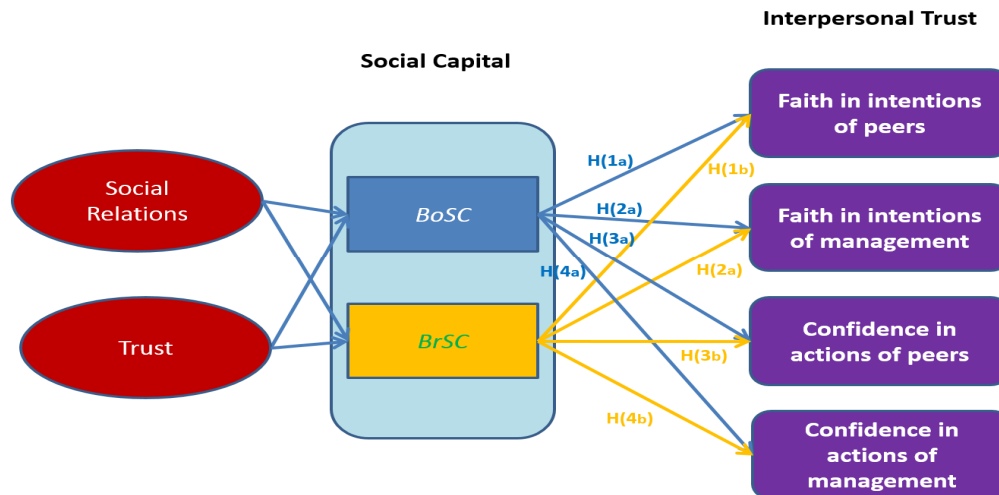 Interpersonal Trust
Social Capital
Faith in intentions
of peers
H(1a)
H(1b)
Social
Relations
BoSC
H(2a)
Faith in intentions
of management
H(3a)
H(4a)
H(2a)
Trust
BrSC
Confidence in
actions of peers
H(3b)
H(4b)
Confidence in
actions of
management